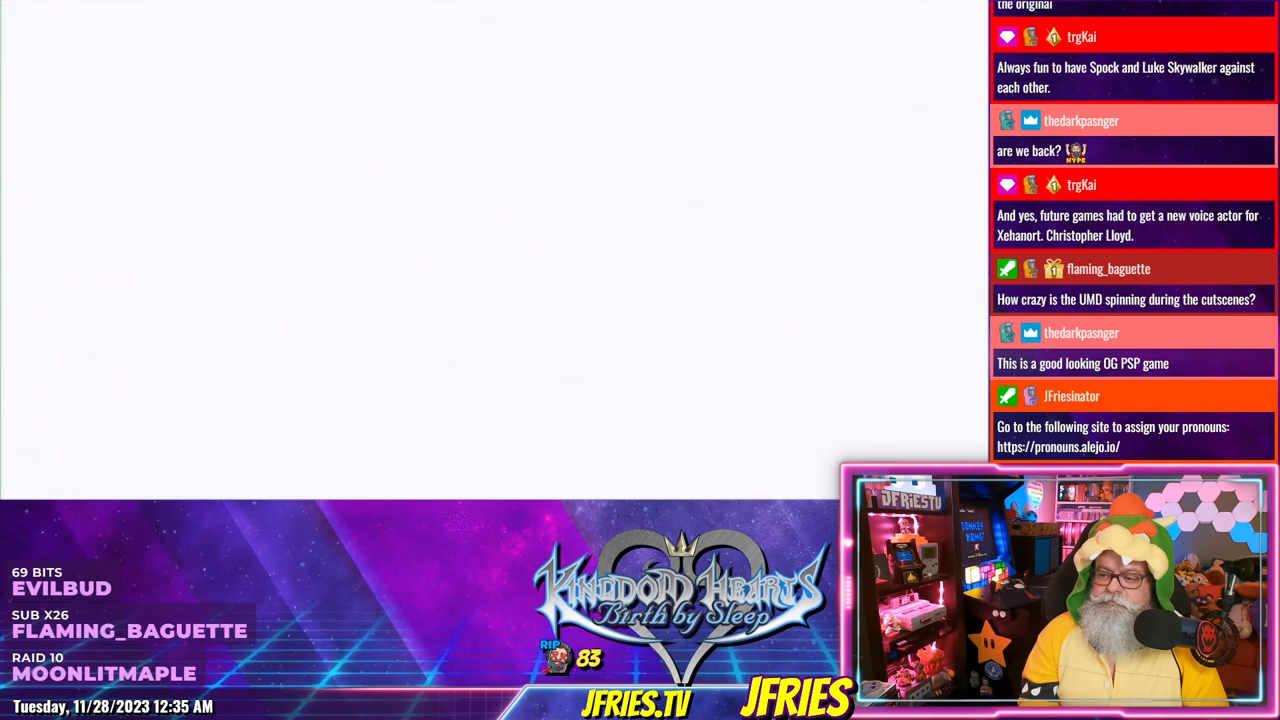 the original
trgKai
Always fun to have Spock and Luke Skywalker against
each other.
thedarkpasnger
are we back? HYPE
trgKai
And yes, future games had to get a new voice actor for
Xehanort. Christopher Lloyd.
flaming_baguette
How crazy is the UMD spinning during the cutscenes?
thedarkpasnger
This is a good looking OG PSP game
JFriesinator
Go to the following site to assign your pronouns:
https://pronouns.alejo.io/
JFRIESTV
DONKEY
KONG
69 BITS
EVILBUD
SUB X26
FLAMING_BAGUETTE
RAID 10
MOONLITMAPLE
Tuesday, 11/28/2023 12:35 AM
KINGDOM HEARTS
Birth by Sleep
RIP
83
JFRIES.TV
JFRIES